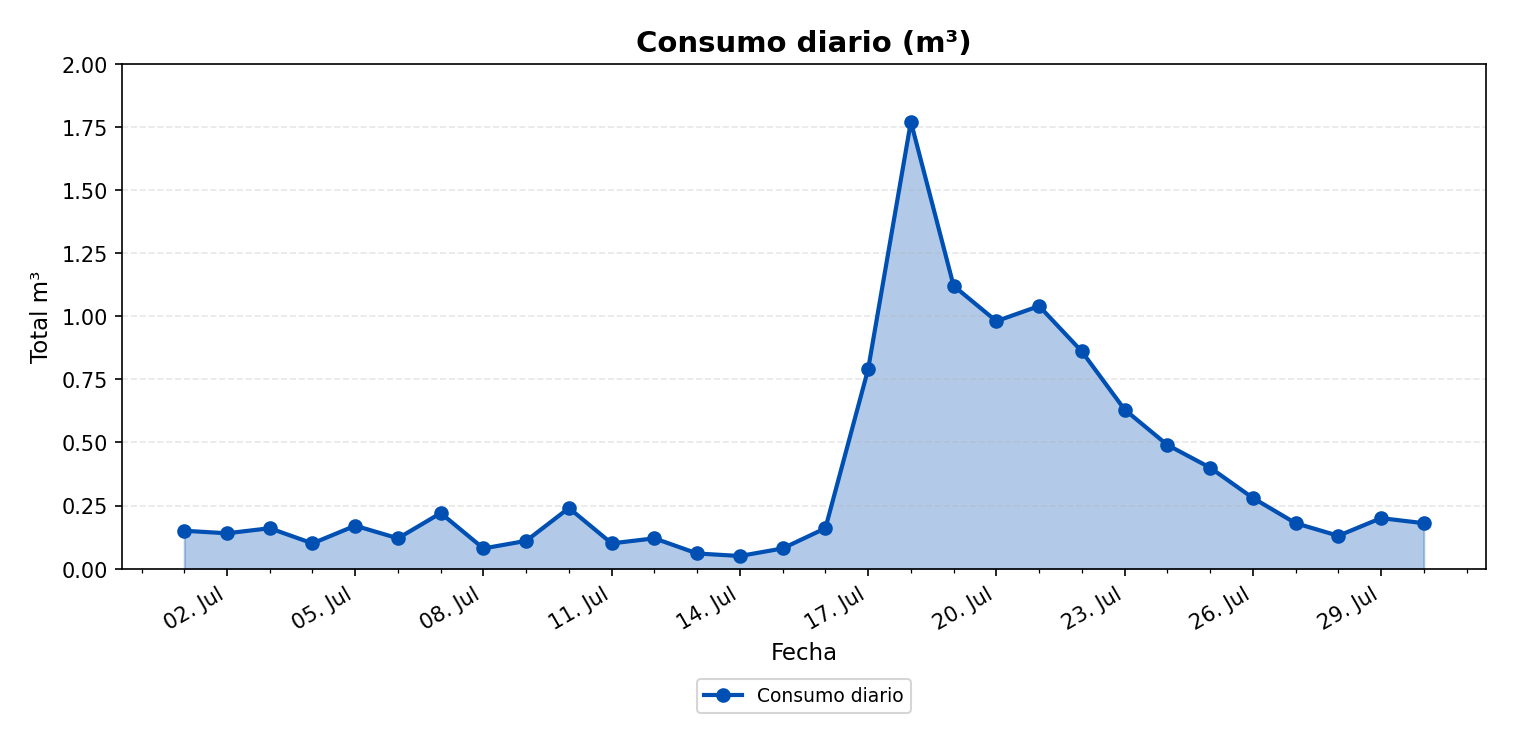 Consumo diario (m³)
2.00
1.75
1.50
1.25
1.00
0.75
0.50
0.25
0.00
Total m³
02. Jul
05. Jul
08. Jul
11. Jul
14. Jul
17. Jul
20. Jul
23. Jul
26. Jul
29. Jul
Fecha
Consumo diario